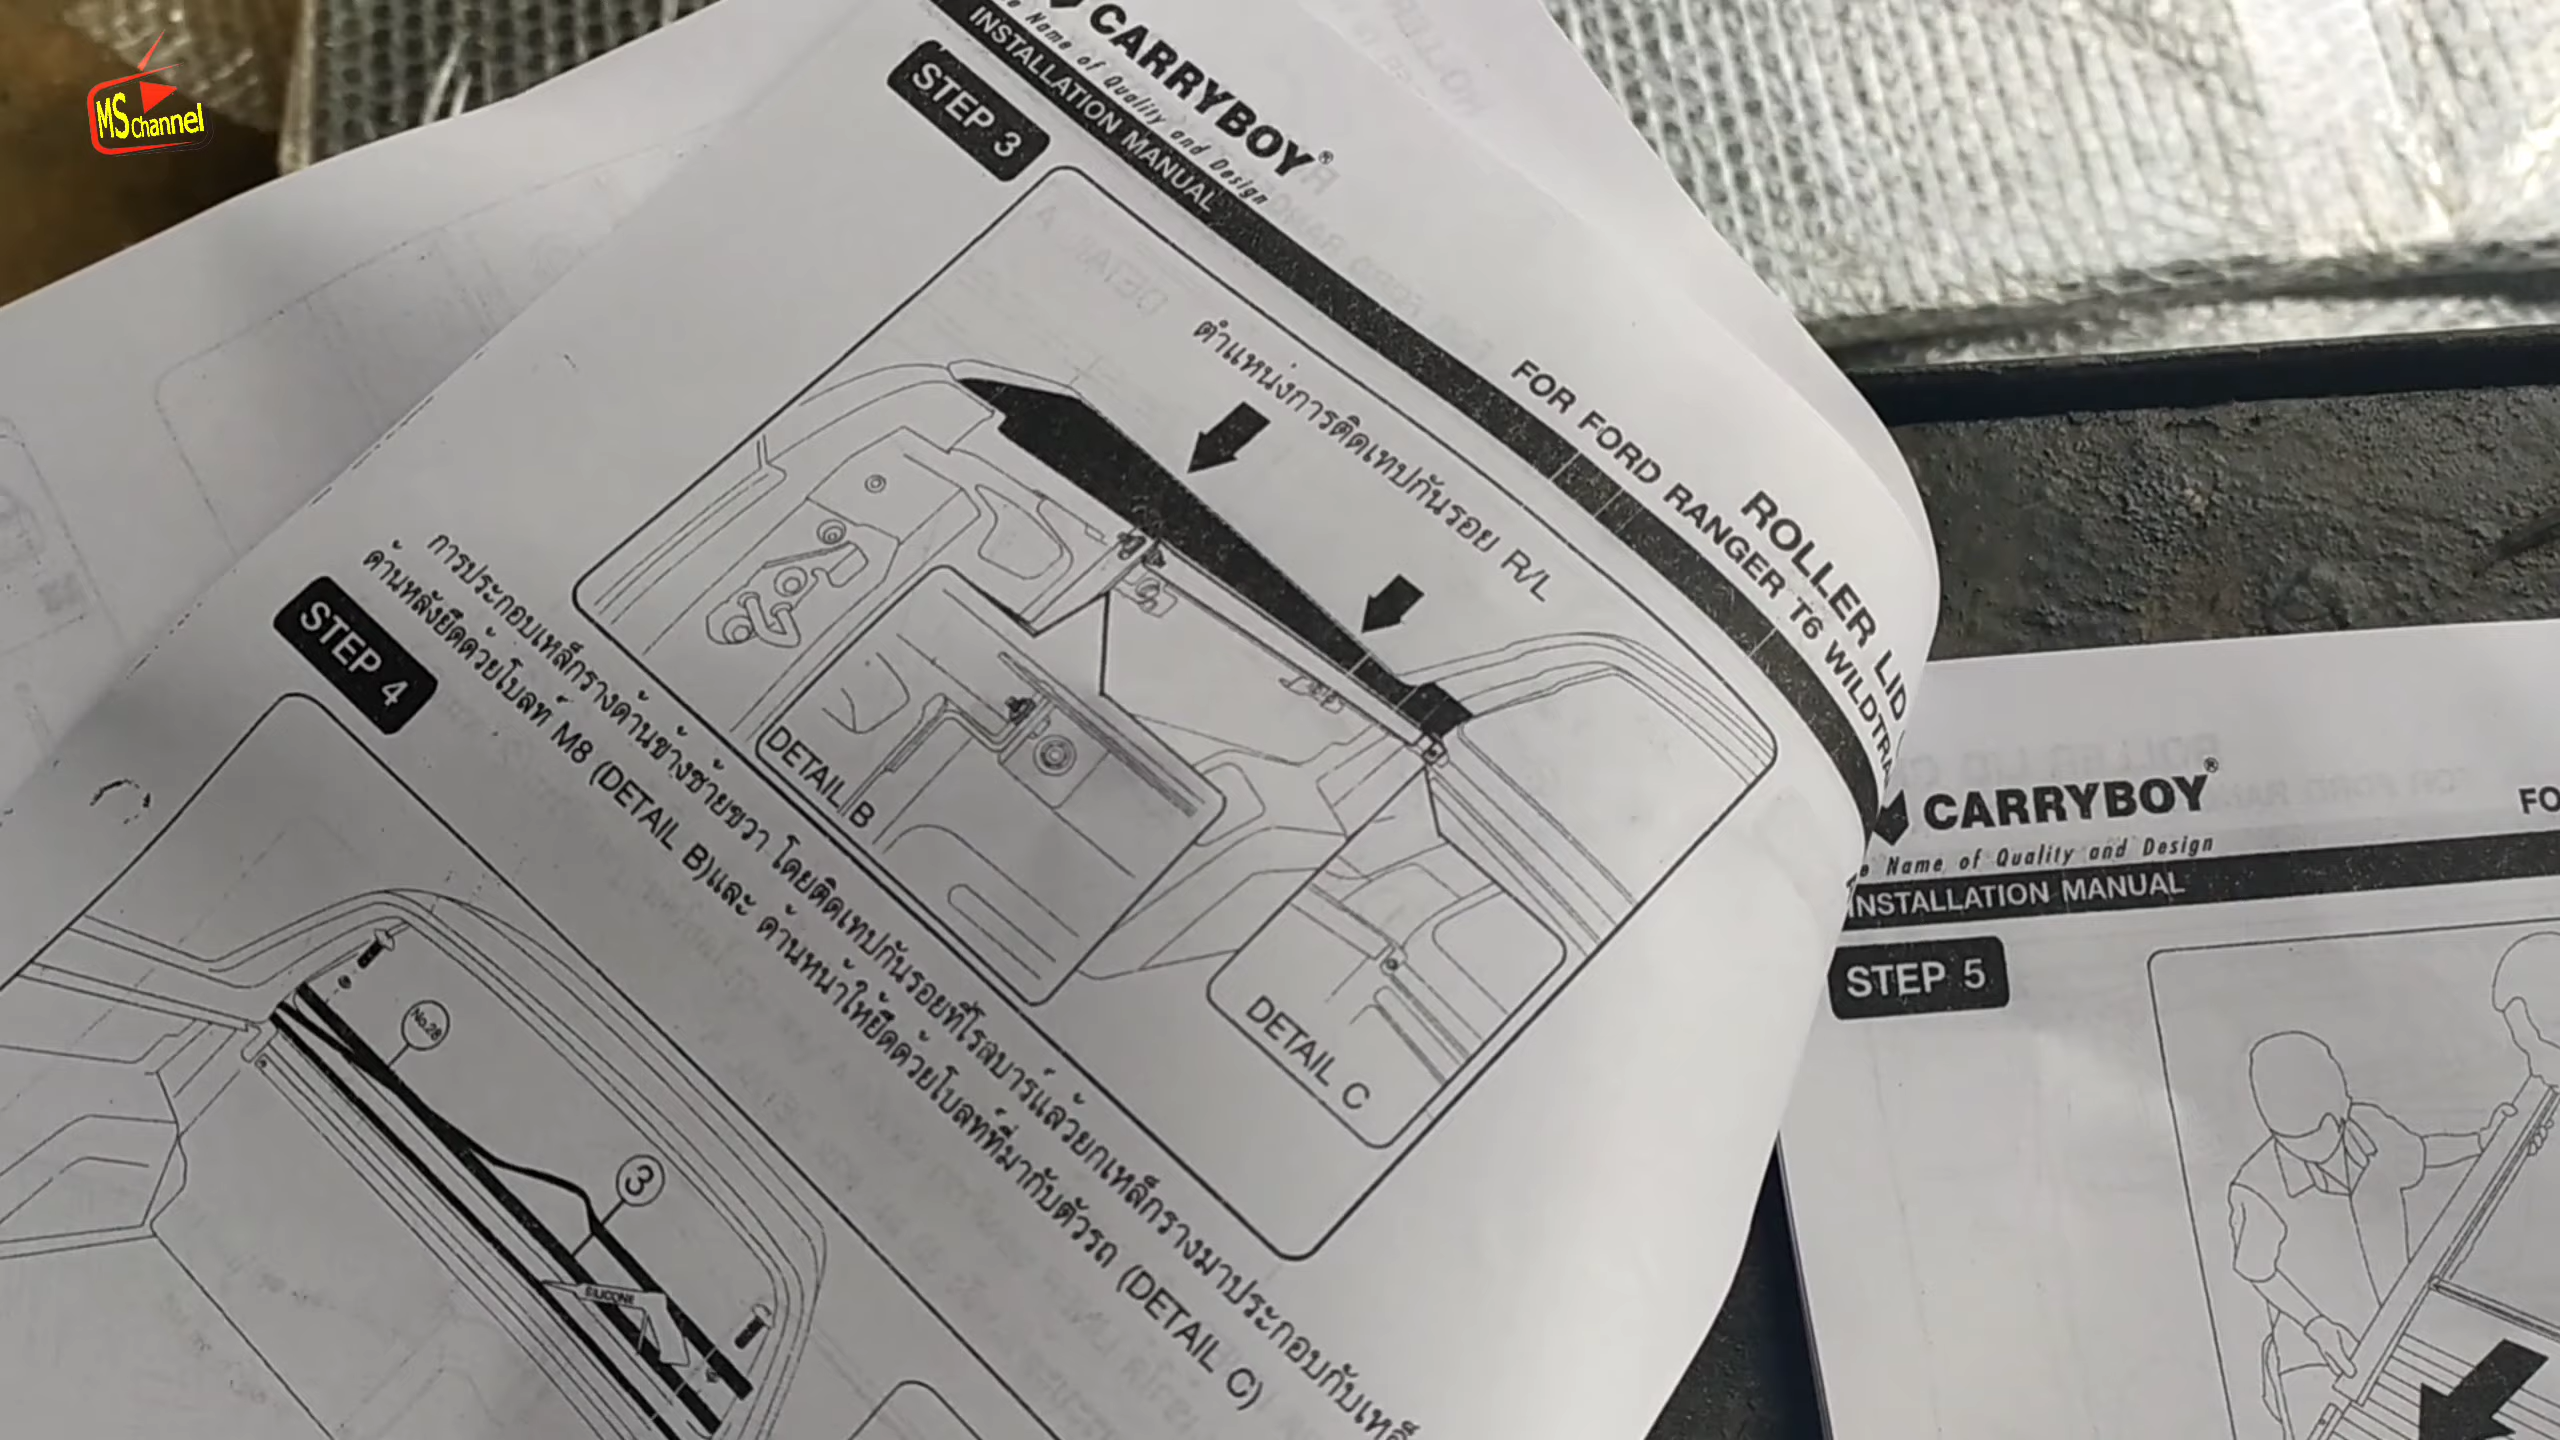 MS channel
CARRYBOY®
Name of Quality and Design
INSTALLATION MANUAL
ROLLER LID
FOR FORD RANGER T6 WILDTRA
STEP 3
ตำแหน่งการติดเทปกันรอย R/L
DETAIL B
DETAIL C
การประกอบเหล็กรางด้านข้างซ้ายขวา โดยติดเทปกันรอยที่โรลบาร์แล้วยกเหล็กรางมาประกอบกับเหล็
ด้านหลังยึดด้วยโบลท์ M8 (DETAIL B)และ ด้านหน้าให้ยึดด้วยโบลท์ที่มากับตัวรถ (DETAIL C)
STEP 4
No.28
3
SILICONE
CARRYBOY®
Name of Quality and Design
FO
INSTALLATION MANUAL
STEP 5